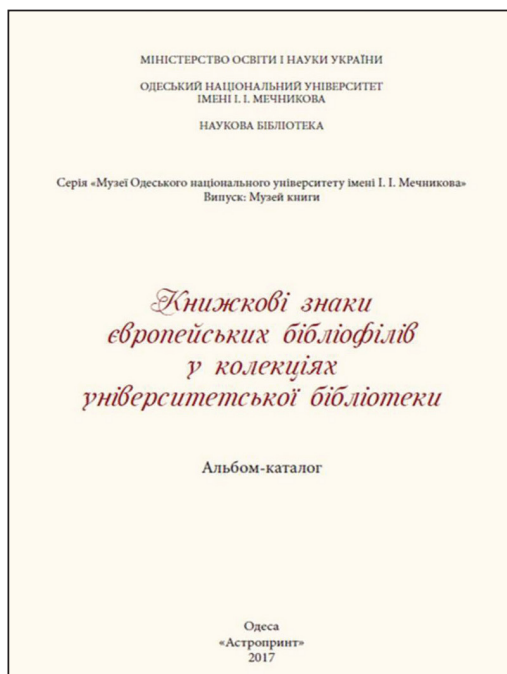 МІНІСТЕРСТВО ОСВІТИ І НАУКИ УКРАЇНИ
ОДЕСЬКИЙ НАЦІОНАЛЬНИЙ УНІВЕРСИТЕТ
ІМЕНІ І. І. МЕЧНИКОВА
НАУКОВА БІБЛІОТЕКА
Серія «Музеї Одеського національного університету імені І. І. Мечникова»
Випуск: Музей книги
Книжкові знаки
європейських бібліофілів
у колекціях
університетської бібліотеки
Альбом-каталог
Одеса
«Астропринт»
2017